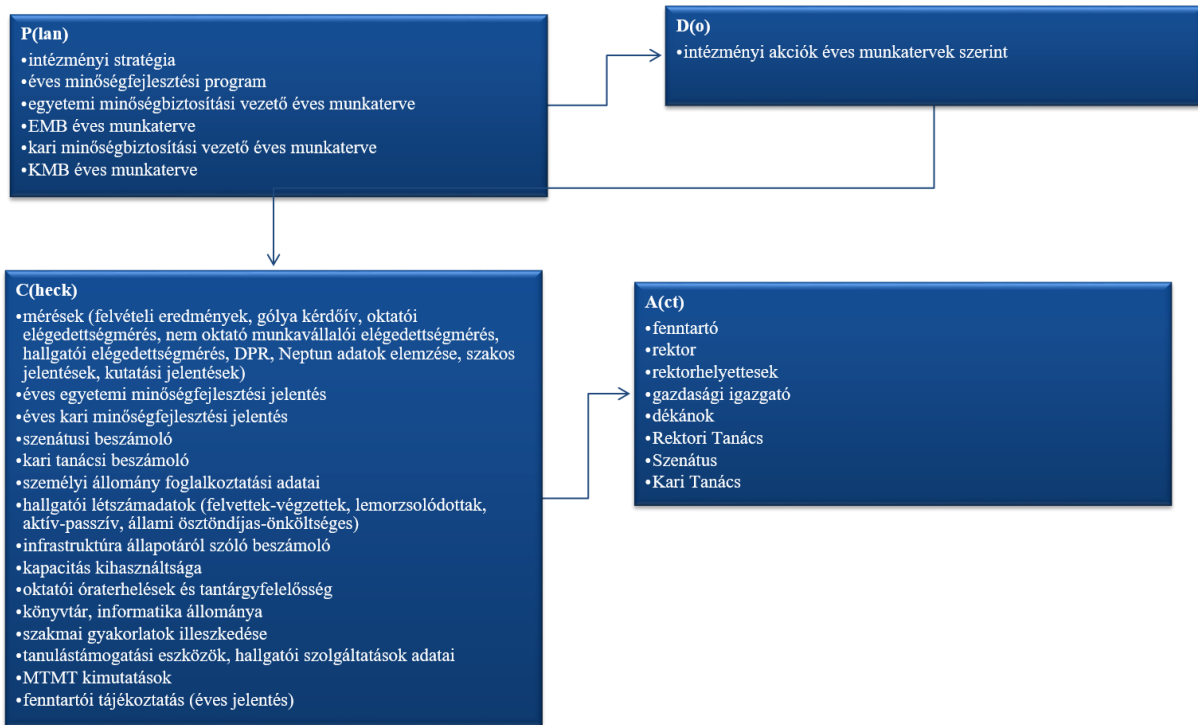 P(lan)
•intézményi stratégia
•éves minőségfejlesztési program
•egyetemi minőségbiztosítási vezető éves munkaterve
•EMB éves munkaterve
•kari minőségbiztosítási vezető éves munkaterve
•KMB éves munkaterve
D(o)
•intézményi akciók éves munkatervek szerint
C(heck)
•mérések (felvételi eredmények, gólya kérdőív, oktatói
elégedettségmérés, nem oktató munkavállalói elégedettségmérés,
hallgatói elégedettségmérés, DPR, Neptun adatok elemzése, szakos
jelentések, kutatási jelentések)
•éves egyetemi minőségfejlesztési jelentés
•éves kari minőségfejlesztési jelentés
•szenátusi beszámoló
•kari tanácsi beszámoló
•személyi állomány foglalkoztatási adatai
•hallgatói létszámadatok (felvettek-végzettek, lemorzsolódottak,
aktív-passzív, állami ösztöndíjas-önköltséges)
•infrastruktúra állapotáról szóló beszámoló
•kapacitás kihasználtsága
•oktatói óraterhelések és tantárgyfelelősség
•könyvtár, informatika állománya
•szakmai gyakorlatok illeszkedése
•tanulástámogatási eszközök, hallgatói szolgáltatások adatai
•MTMT kimutatások
•fenntartói tájékoztatás (éves jelentés)
A(ct)
•fenntartó
•rektor
•rektorhelyettesek
•gazdasági igazgató
•dékánok
•Rektori Tanács
•Szenátus
•Kari Tanács